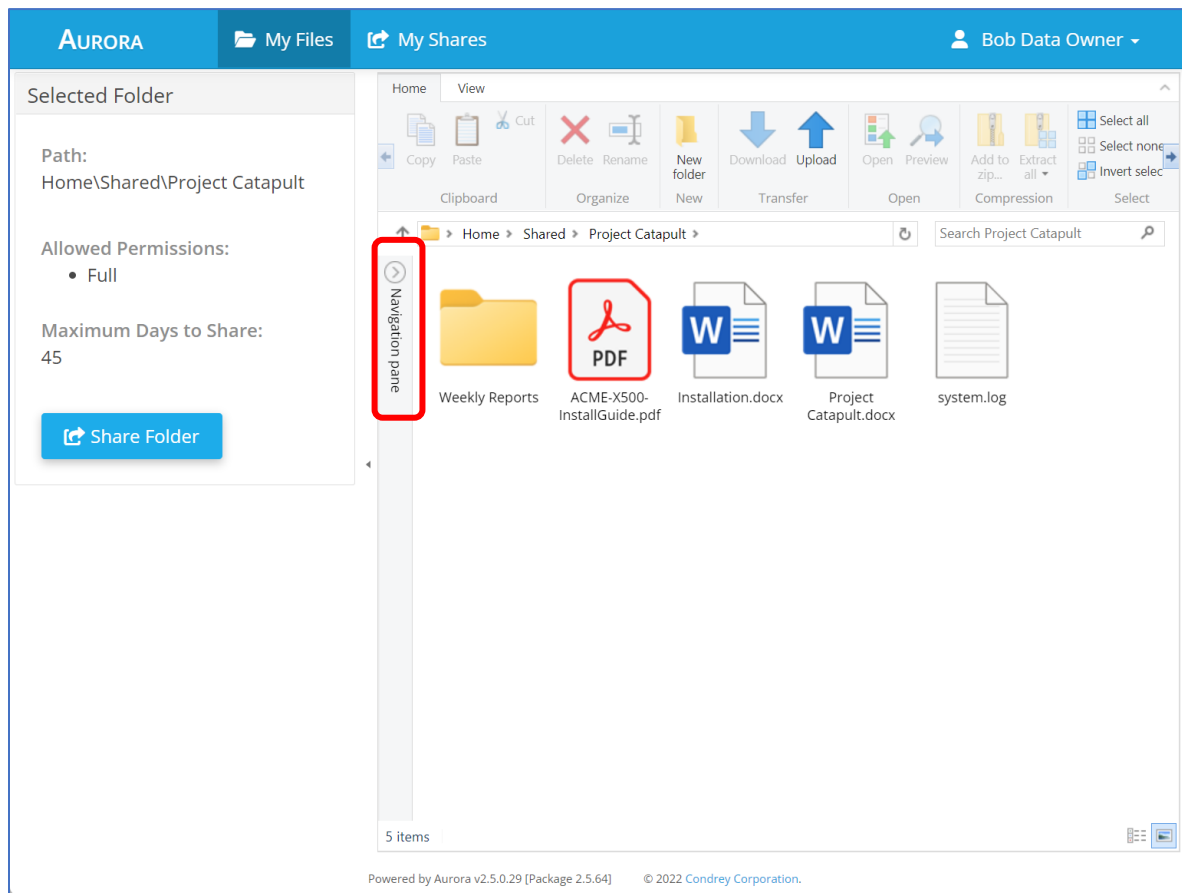 AURORA
My Files
My Shares
Bob Data Owner
Selected Folder
Path:
Home\Shared\Project Catapult
Allowed Permissions:
• Full
Maximum Days to Share:
45
Share Folder
Home View
Copy
Paste
Cut
Clipboard
Delete
Rename
Organize
New
folder
New
Download
Upload
Transfer
Open
Preview
Open
Add to
zip...
Extract
all
Compression
Select all
Select none
Invert selec
Select
Home > Shared > Project Catapult >
Search Project Catapult
Navigation pane
Weekly Reports
PDF
ACME-X500-
InstallGuide.pdf
W
Installation.docx
W
Project
Catapult.docx
system.log
5 items
Powered by Aurora v2.5.0.29 [Package 2.5.64] © 2022 Condrey Corporation.